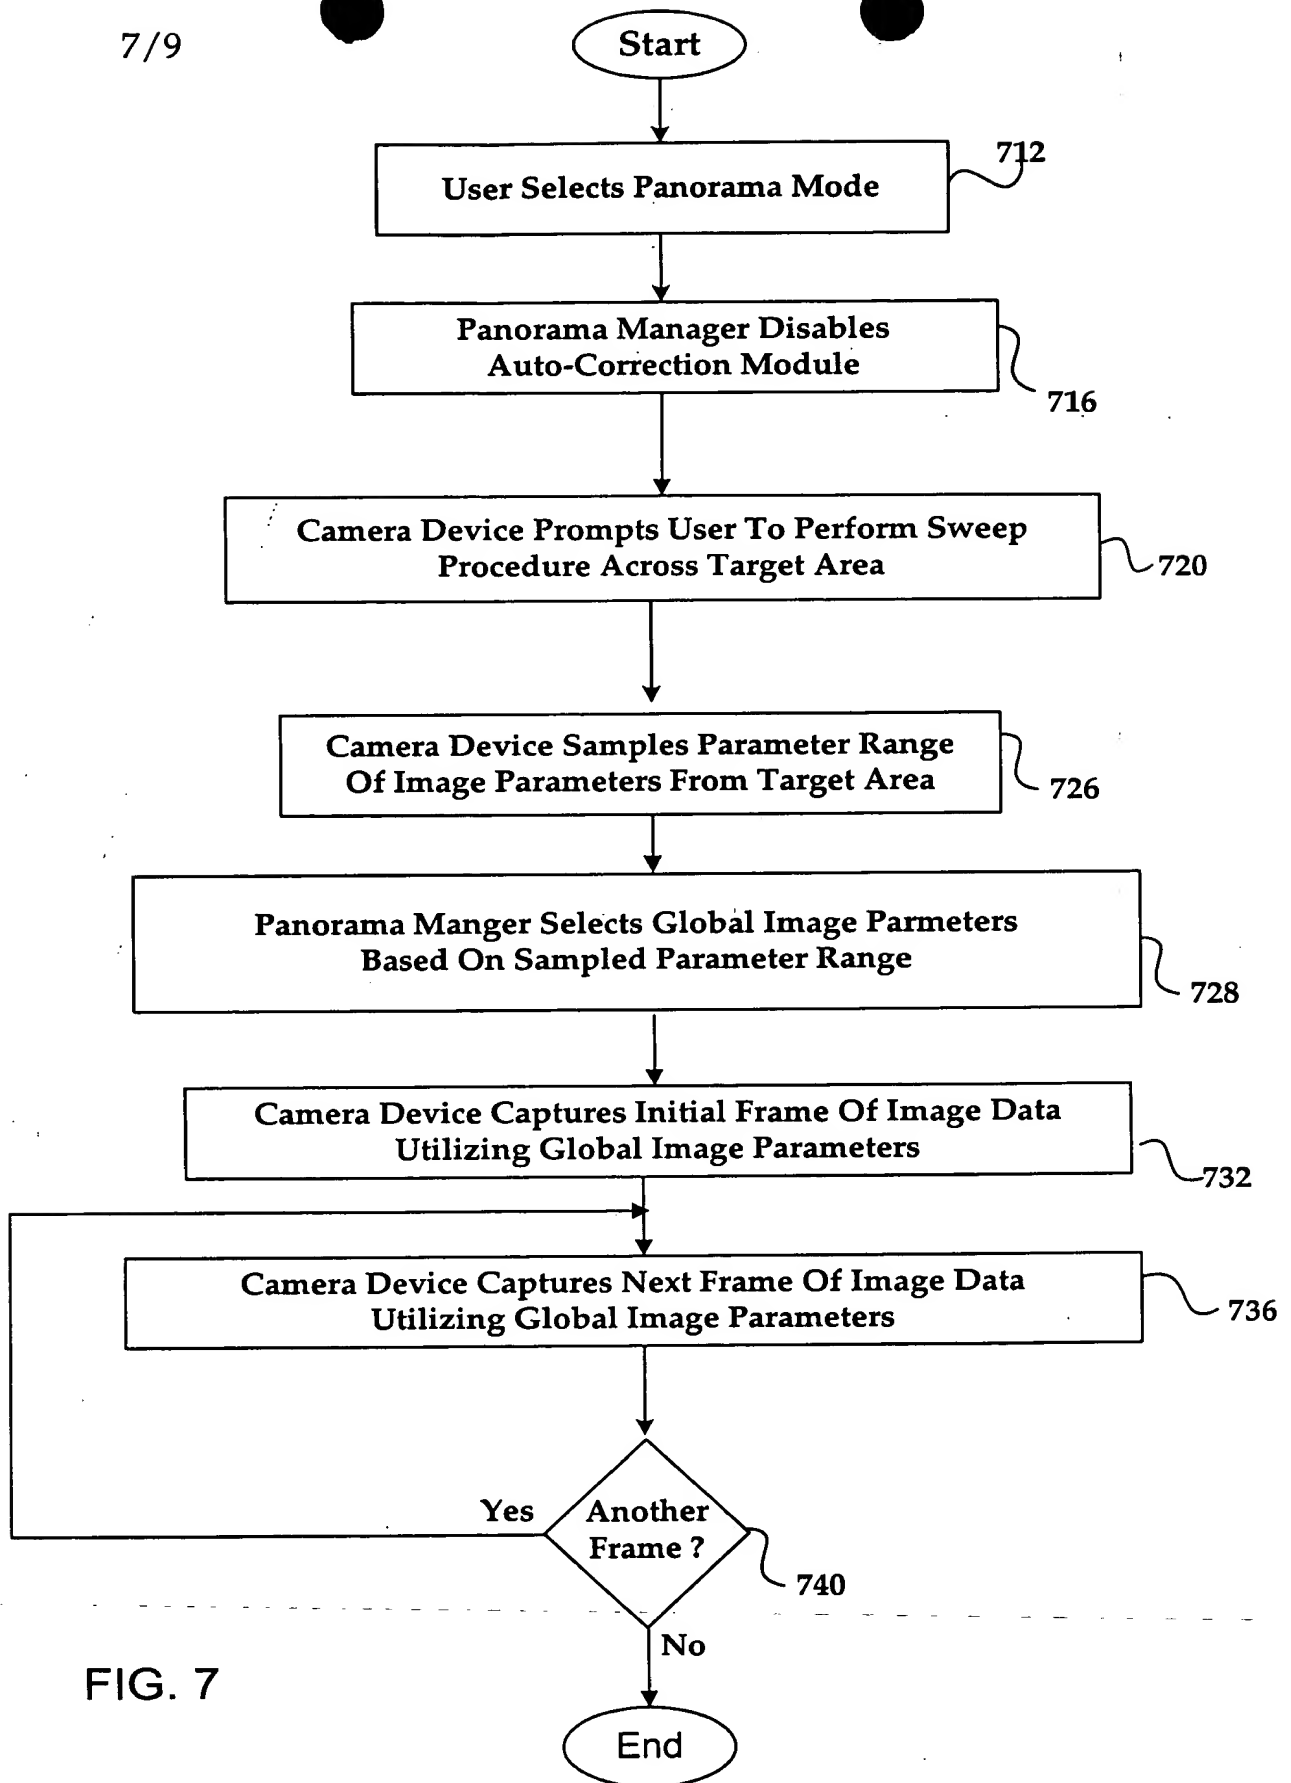 7/9
Start
User Selects Panorama Mode
712
Panorama Manager Disables
Auto-Correction Module
716
Camera Device Prompts User To Perform Sweep
Procedure Across Target Area
720
Camera Device Samples Parameter Range
Of Image Parameters From Target Area
726
Panorama Manger Selects Global Image Parmeters
Based On Sampled Parameter Range
728
Camera Device Captures Initial Frame Of Image Data
Utilizing Global Image Parameters
732
Camera Device Captures Next Frame Of Image Data
Utilizing Global Image Parameters
736
Yes
Another
Frame ?
740
No
FIG. 7
End